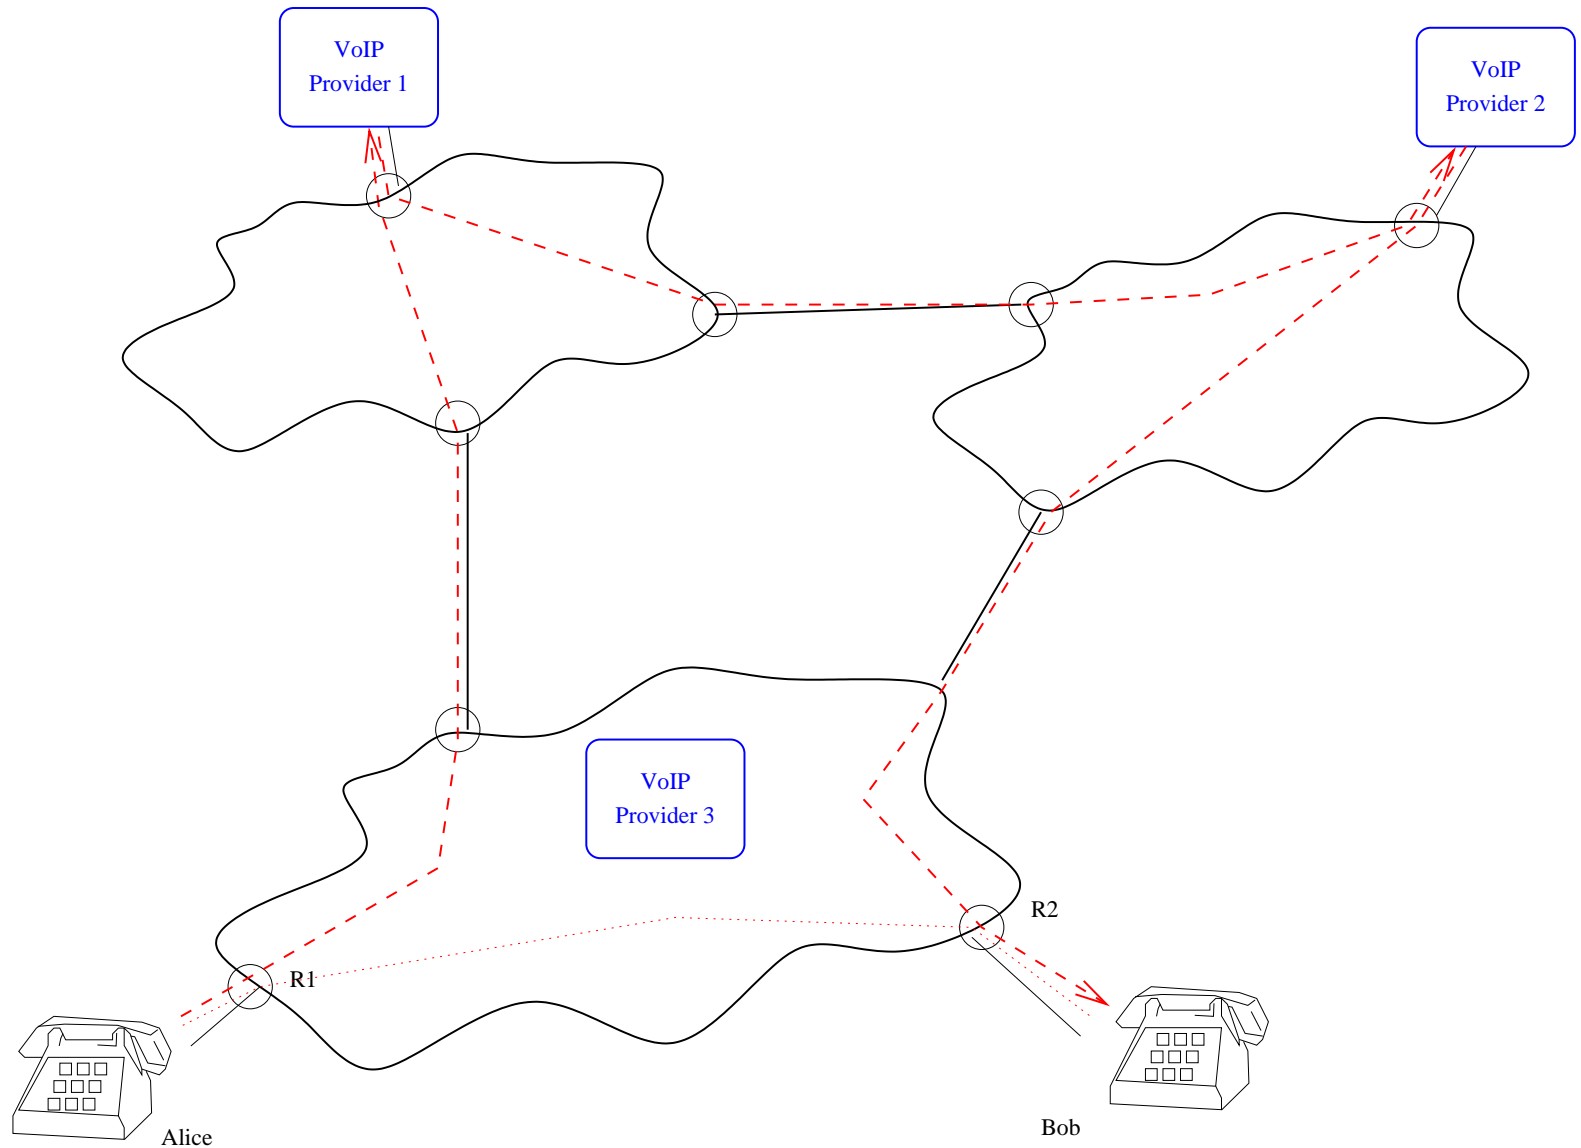 VoIP
Provider 1
VoIP
Provider 2
VoIP
Provider 3
R2
R1
Bob
Alice